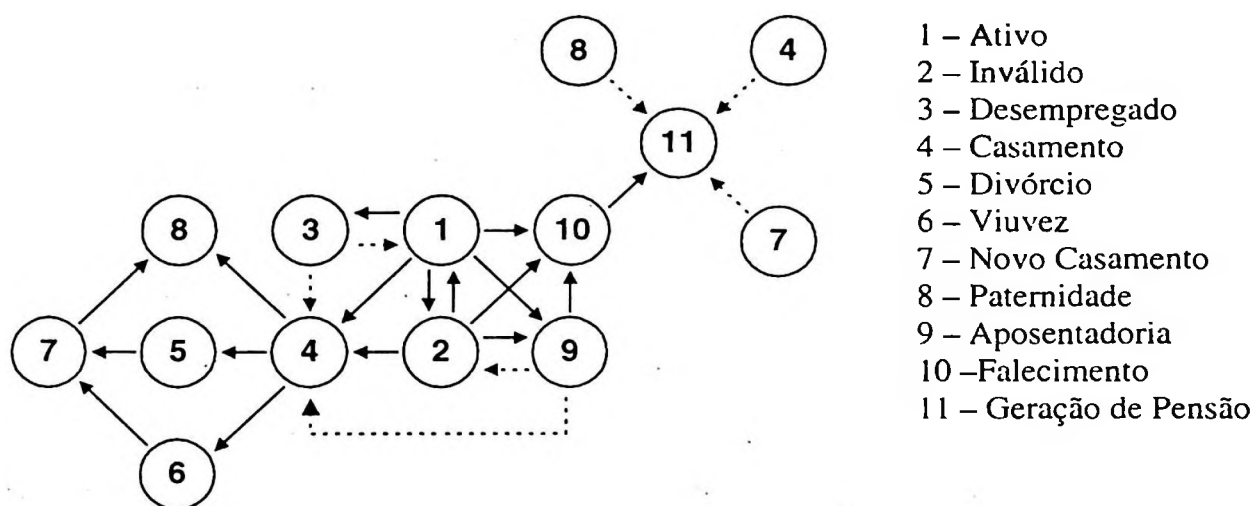 8
4
11
7
8
3
1
10
7
5
4
2
9
6
1 – Ativo
2 – Inválido
3 – Desempregado
4 – Casamento
5 – Divórcio
6 – Viuvez
7 – Novo Casamento
8 – Paternidade
9 – Aposentadoria
10 –Falecimento
11 – Geração de Pensão